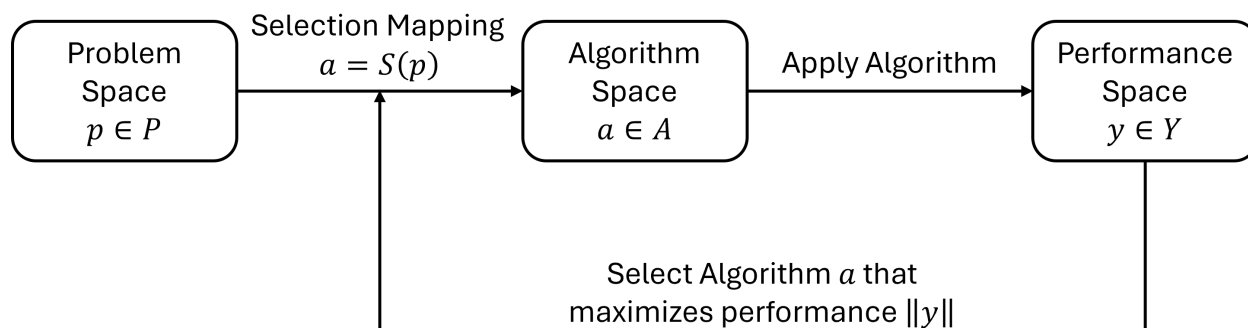 Problem
Space
p ∈ P
Selection Mapping
a = S(p)
Algorithm
Space
a ∈ A
Apply Algorithm
Performance
Space
y ∈ Y
Select Algorithm a that
maximizes performance ‖y‖